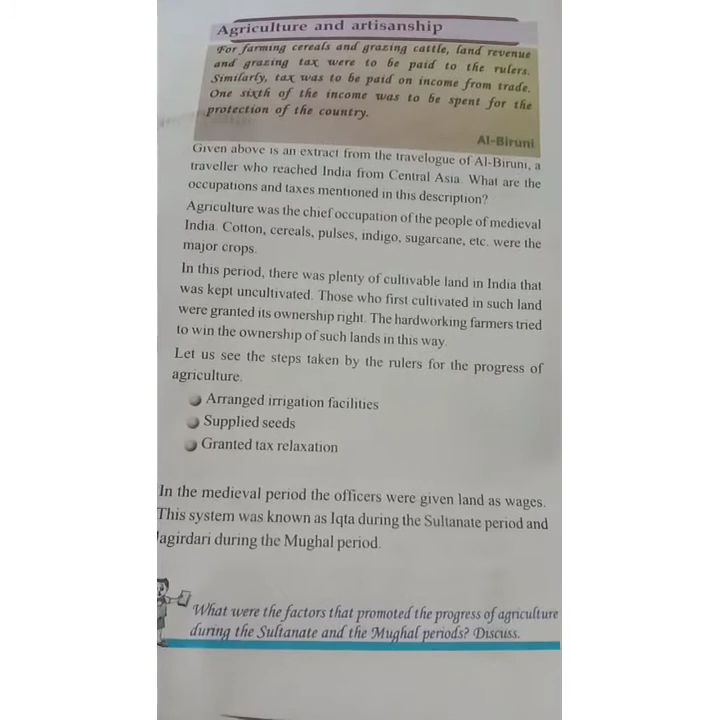 Agriculture and artisanship
For farming cereals and grazing cattle, land revenue
and grazing tax were to be paid to the rulers.
Similarly, tax was to be paid on income from trade.
One sixth of the income was to be spent for the
protection of the country.
Al-Biruni
Given above is an extract from the travelogue of Al-Biruni, a
traveller who reached India from Central Asia. What are the
occupations and taxes mentioned in this description?
Agriculture was the chief occupation of the people of medieval
India. Cotton, cereals, pulses, indigo, sugarcane, etc. were the
major crops.
In this period, there was plenty of cultivable land in India that
was kept uncultivated. Those who first cultivated in such land
were granted its ownership right. The hardworking farmers tried
to win the ownership of such lands in this way.
Let us see the steps taken by the rulers for the progress of
agriculture.
Arranged irrigation facilities
Supplied seeds
Granted tax relaxation
In the medieval period the officers were given land as wages.
This system was known as Iqta during the Sultanate period and
Jagirdari during the Mughal period.
What were the factors that promoted the progress of agriculture
during the Sultanate and the Mughal periods? Discuss.